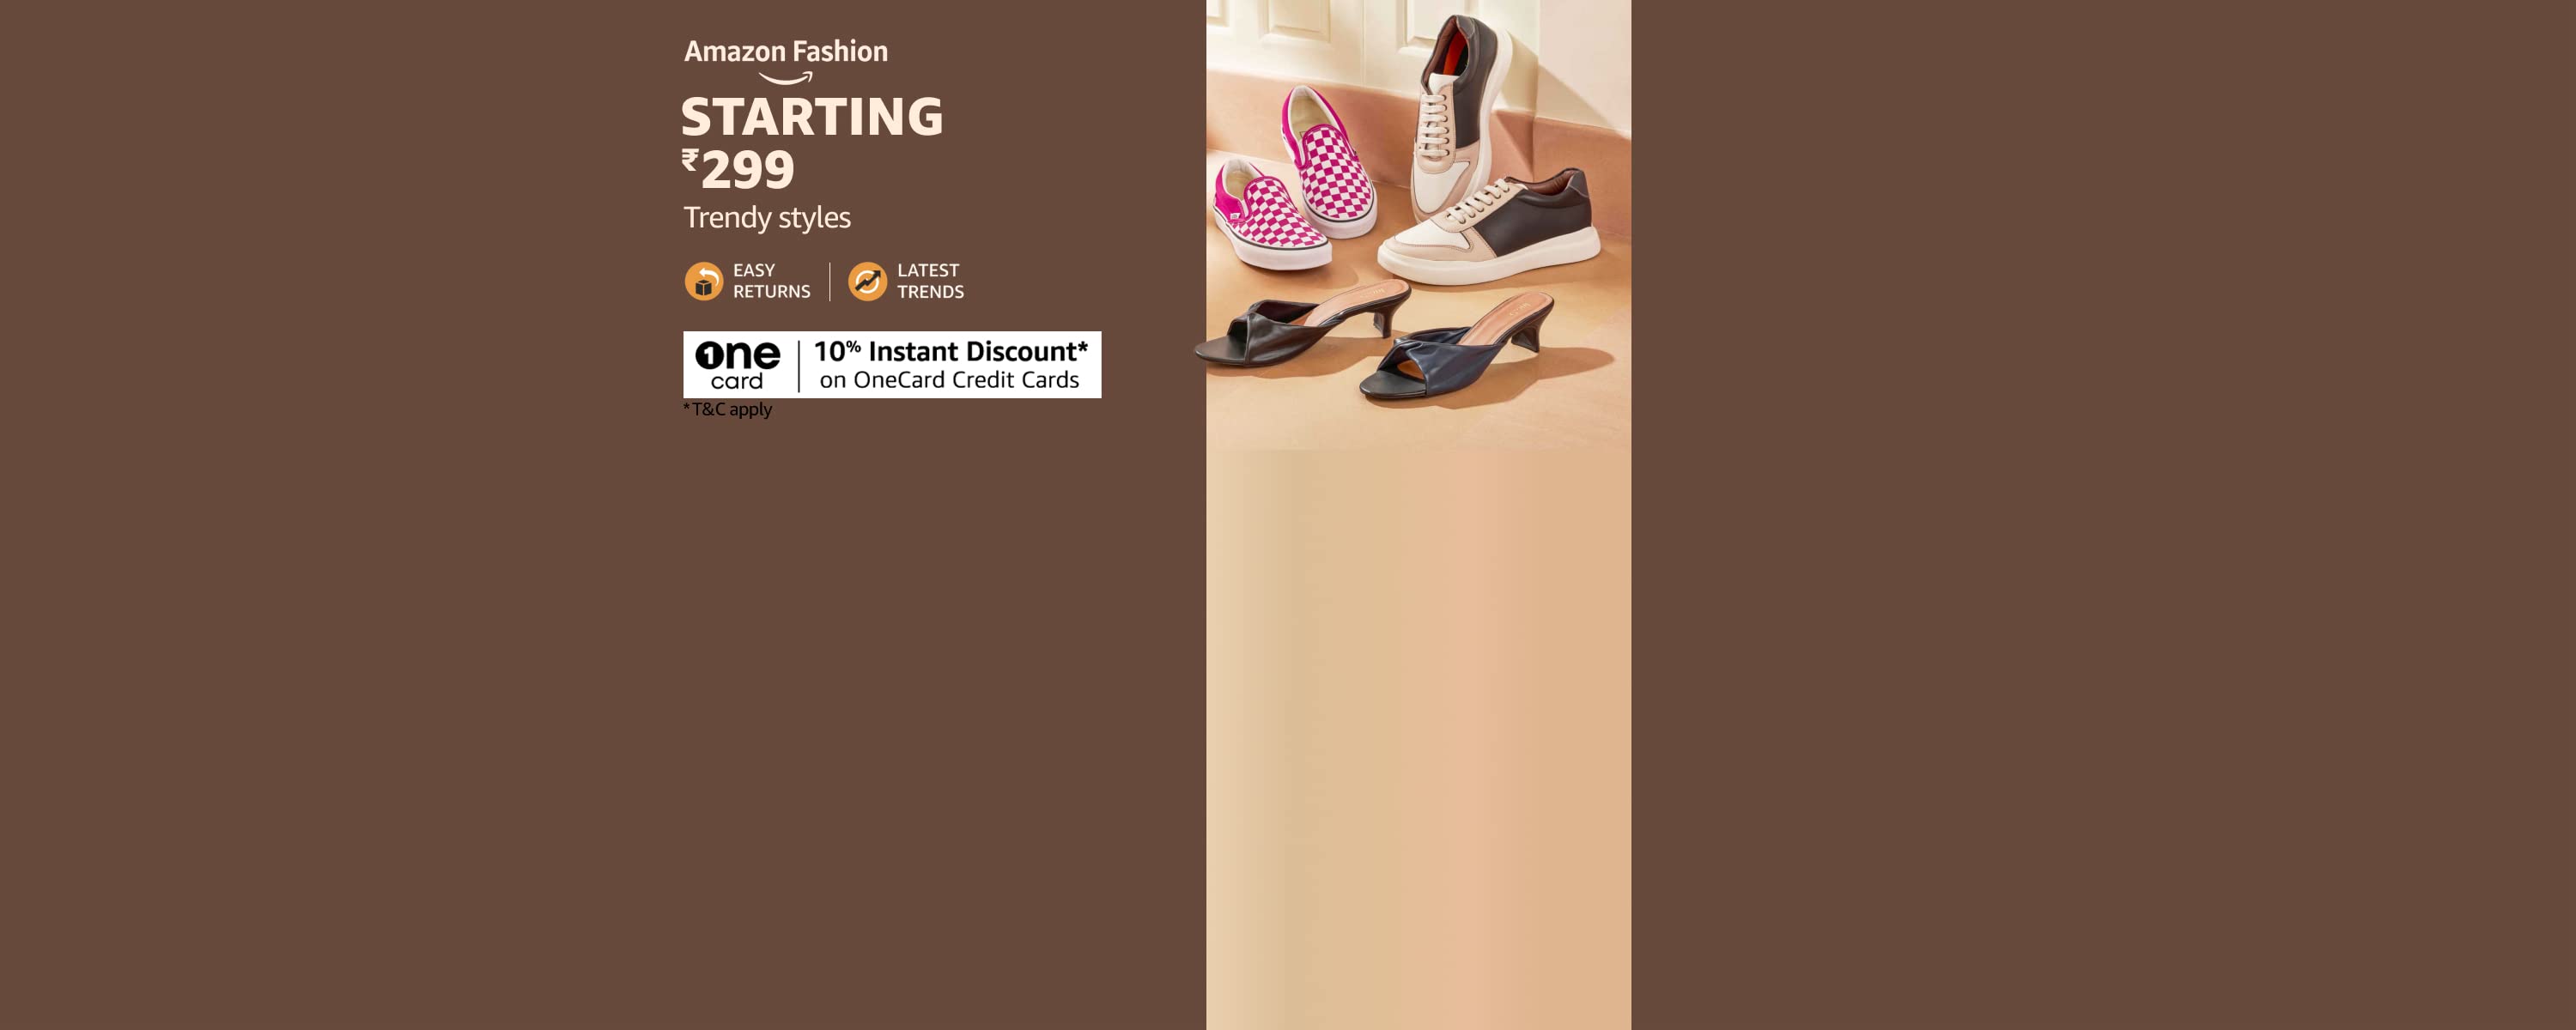 Amazon Fashion
STARTING
₹299
Trendy styles
EASY
RETURNS
LATEST
TRENDS
1one
card
10% Instant Discount*
on OneCard Credit Cards
*T&C apply